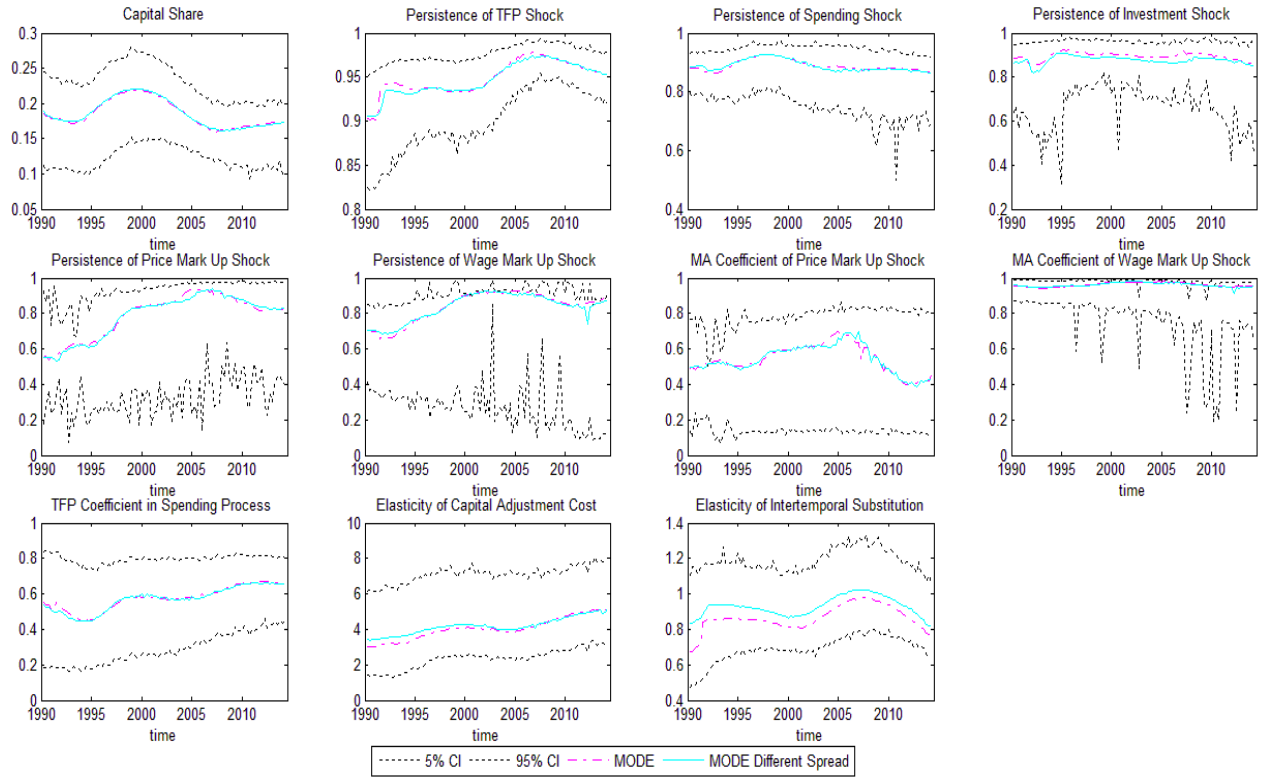 Capital Share
Persistence of TFP Shock
Persistence of Spending Shock
Persistence of Investment Shock
0.3
0.25
0.2
0.15
0.1
0.05
1990 1995 2000 2005 2010
time
1
0.95
0.9
0.85
0.8
1990 1995 2000 2005 2010
time
1
0.8
0.6
0.4
1990 1995 2000 2005 2010
time
1
0.8
0.6
0.4
0.2
1990 1995 2000 2005 2010
time
Persistence of Price Mark Up Shock
Persistence of Wage Mark Up Shock
MA Coefficient of Price Mark Up Shock
MA Coefficient of Wage Mark Up Shock
1
0.8
0.6
0.4
0.2
0
1990 1995 2000 2005 2010
time
1
0.8
0.6
0.4
0.2
0
1990 1995 2000 2005 2010
time
1
0.8
0.6
0.4
0.2
0
1990 1995 2000 2005 2010
time
1
0.8
0.6
0.4
0.2
0
1990 1995 2000 2005 2010
time
TFP Coefficient in Spending Process
Elasticity of Capital Adjustment Cost
Elasticity of Intertemporal Substitution
1
0.8
0.6
0.4
0.2
0
1990 1995 2000 2005 2010
time
10
8
6
4
2
0
1990 1995 2000 2005 2010
time
1.4
1.2
1
0.8
0.6
0.4
1990 1995 2000 2005 2010
time
5% CI 95% CI MODE MODE Different Spread